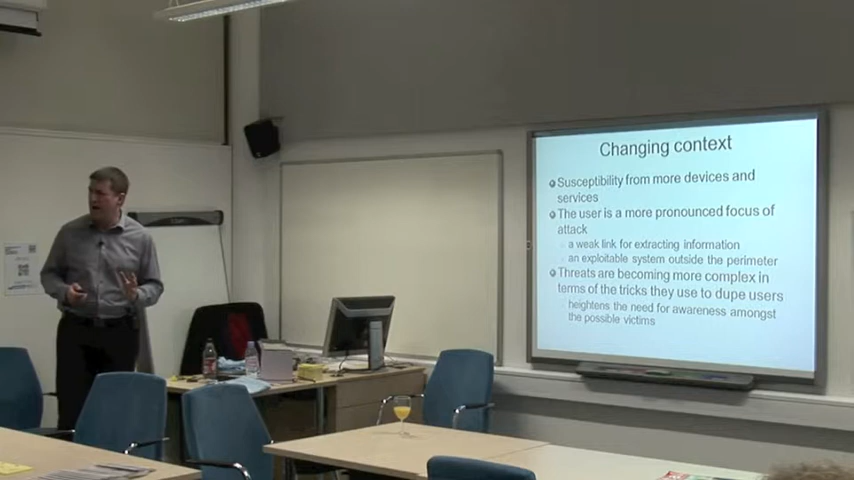 Changing context
Susceptibility from more devices and
services
The user is a more pronounced focus of
attack
a weak link for extracting information
an exploitable system outside the perimeter
Threats are becoming more complex in
terms of the tricks they use to dupe users
heightens the need for awareness amongst
the possible victims